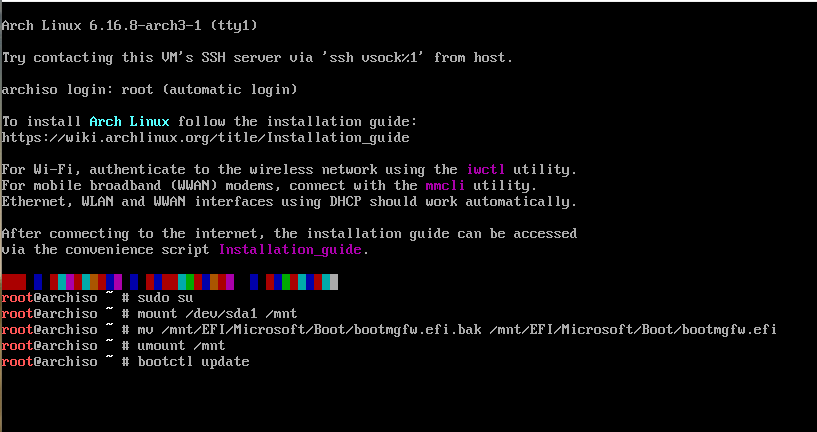 Arch Linux 6.16.8-arch3-1 (tty1)
Try contacting this VM's SSH server via 'ssh vsock%1' from host.
archiso login: root (automatic login)
To install Arch Linux follow the installation guide:
https://wiki.archlinux.org/title/Installation_guide
For Wi-Fi, authenticate to the wireless network using the iwctl utility.
For mobile broadband (WWAN) modems, connect with the mmcli utility.
Ethernet, WLAN and WWAN interfaces using DHCP should work automatically.
After connecting to the internet, the installation guide can be accessed
via the convenience script Installation_guide.
root@archiso ~ # sudo su
root@archiso ~ # mount /dev/sda1 /mnt
root@archiso ~ # mv /mnt/EFI/Microsoft/Boot/bootmgfw.efi.bak /mnt/EFI/Microsoft/Boot/bootmgfw.efi
root@archiso ~ # umount /mnt
root@archiso ~ # bootctl update